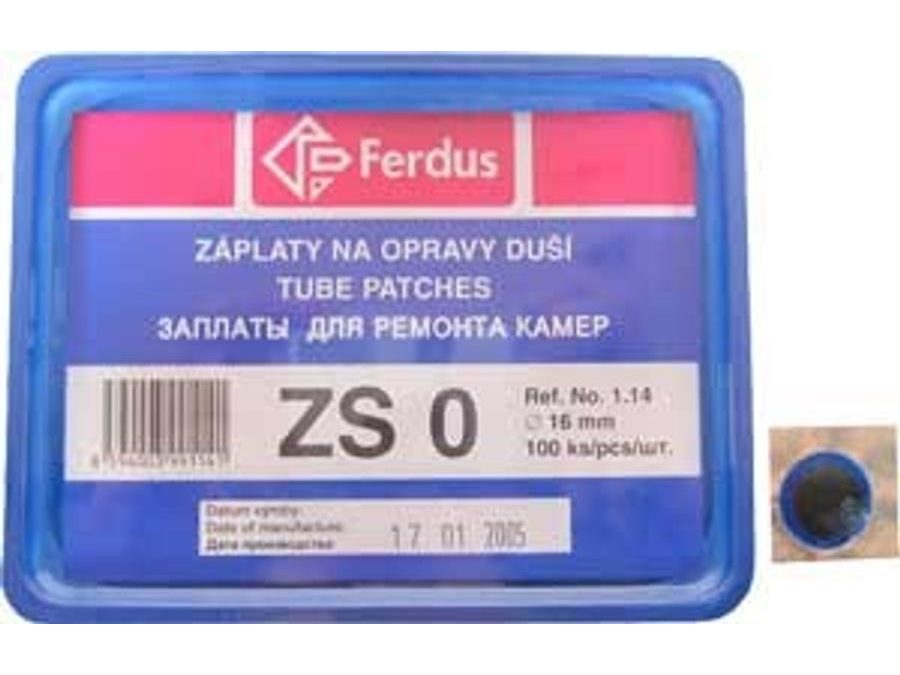 Ferdus
ZÁPLATY NA OPRAVY DUŠÍ
TUBE PATCHES
ЗАПЛАТЫ ДЛЯ РЕМОНТА КАМЕР
ZS 0
Ref. No. 1.14
∅ 16 mm
100 ks/pcs/шт.
Datum výroby:
Date of manufacture:
Дата производства:
17 01 2005